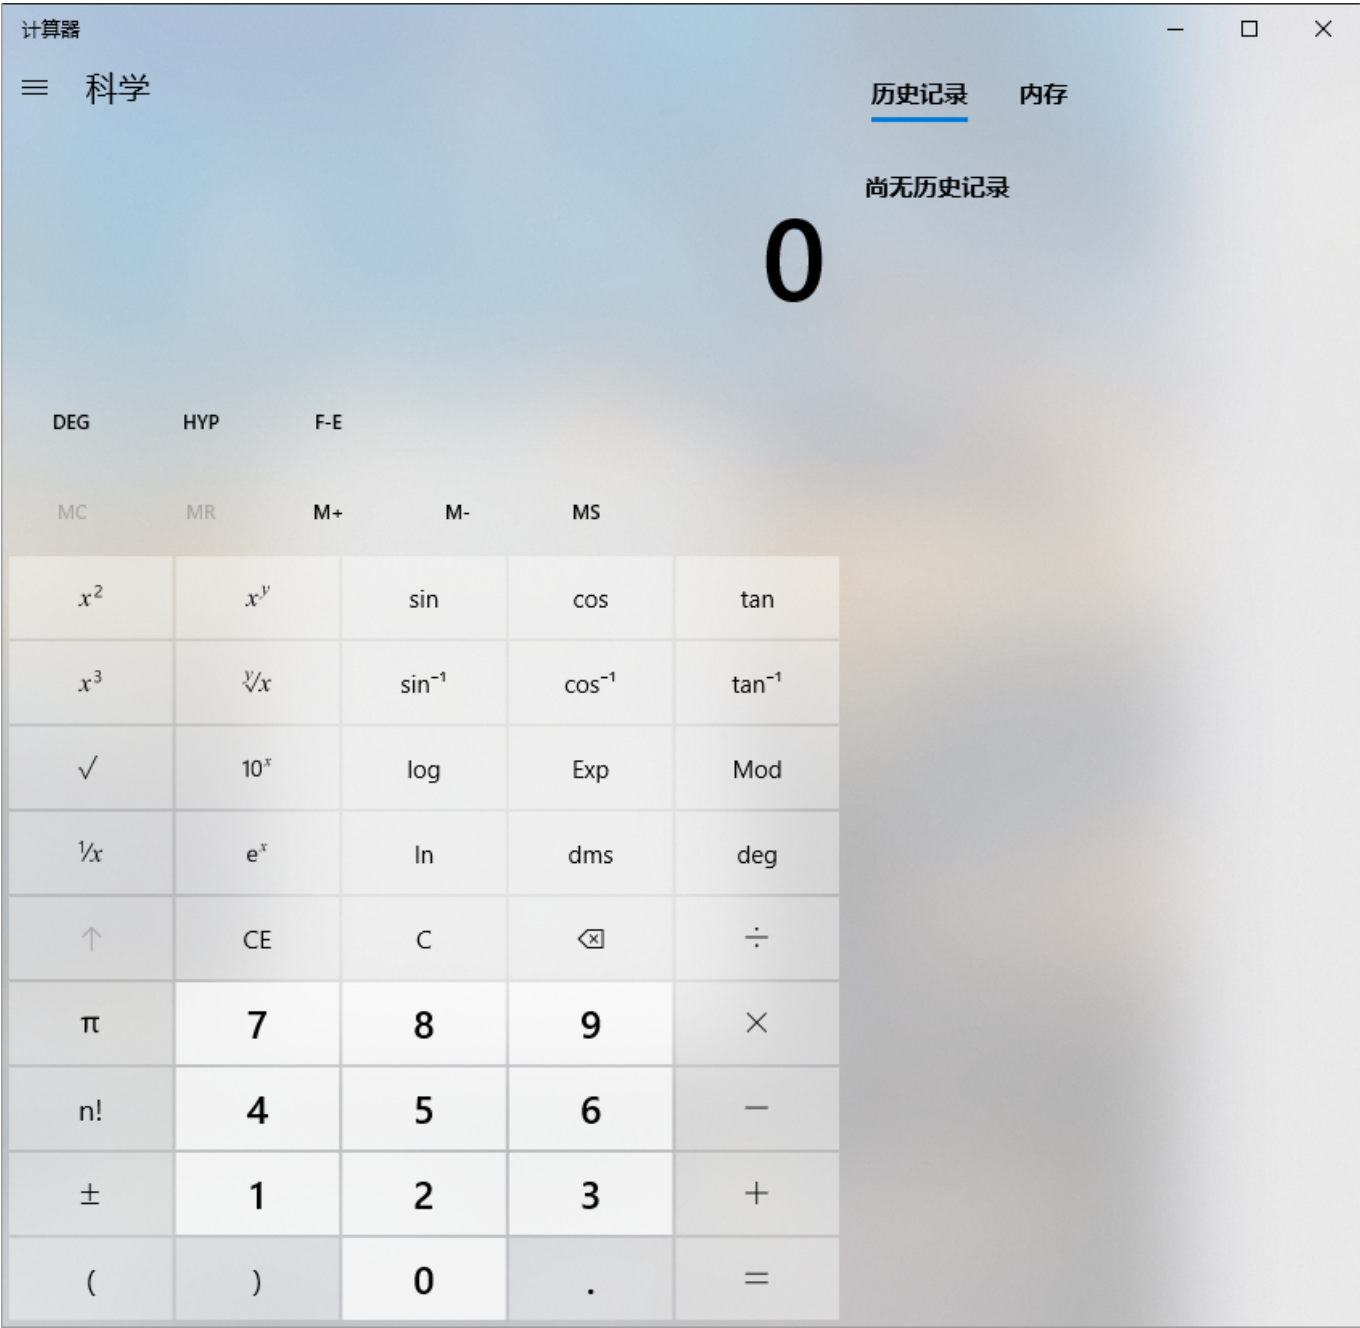 计算器
科学
历史记录 内存
尚无历史记录
0
DEG HYP F-E
MC MR M+ M- MS
x² xʸ sin cos tan
x³ ʸ√x sin⁻¹ cos⁻¹ tan⁻¹
√ 10ˣ log Exp Mod
¹/x eˣ ln dms deg
↑ CE C ⌫ ÷
π 7 8 9 ×
n! 4 5 6 −
± 1 2 3 +
( ) 0 . =